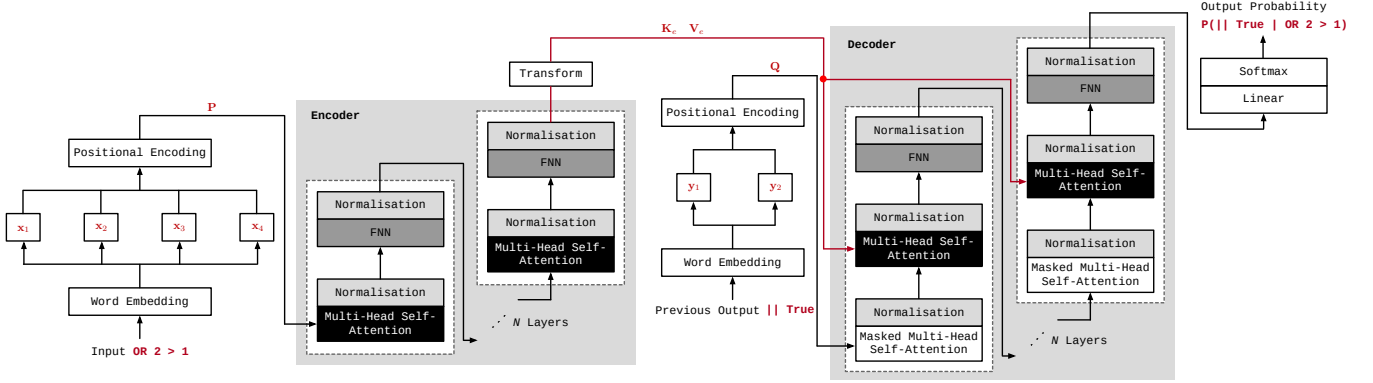 Input OR 2 > 1
Word Embedding
x1
x2
x3
x4
Positional Encoding
P
Encoder
Multi-Head Self-
Attention
Normalisation
FNN
Normalisation
⋰ N Layers
Multi-Head Self-
Attention
Normalisation
FNN
Normalisation
Transform
Ke Ve
Previous Output || True
Word Embedding
y1
y2
Positional Encoding
Q
Decoder
Masked Multi-Head
Self-Attention
Normalisation
Multi-Head Self-
Attention
Normalisation
FNN
Normalisation
⋰ N Layers
Masked Multi-Head
Self-Attention
Normalisation
Multi-Head Self-
Attention
Normalisation
FNN
Normalisation
Linear
Softmax
Output Probability
P(|| True | OR 2 > 1)